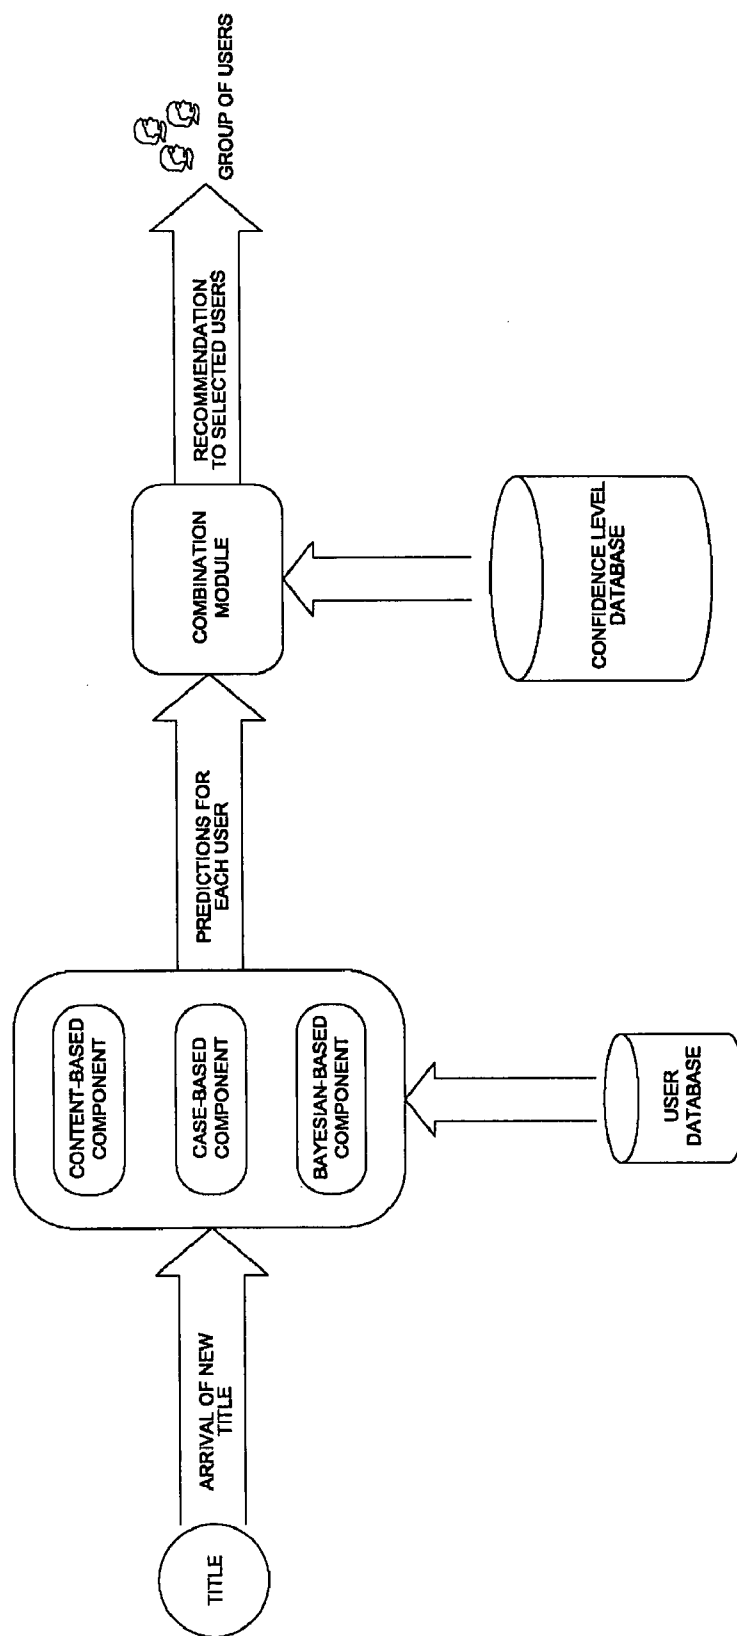 TITLE
ARRIVAL OF NEW
TITLE
CONTENT-BASED
COMPONENT
CASE-BASED
COMPONENT
BAYESIAN-BASED
COMPONENT
USER
DATABASE
PREDICTIONS FOR
EACH USER
COMBINATION
MODULE
CONFIDENCE LEVEL
DATABASE
RECOMMENDATION
TO SELECTED USERS
GROUP OF USERS